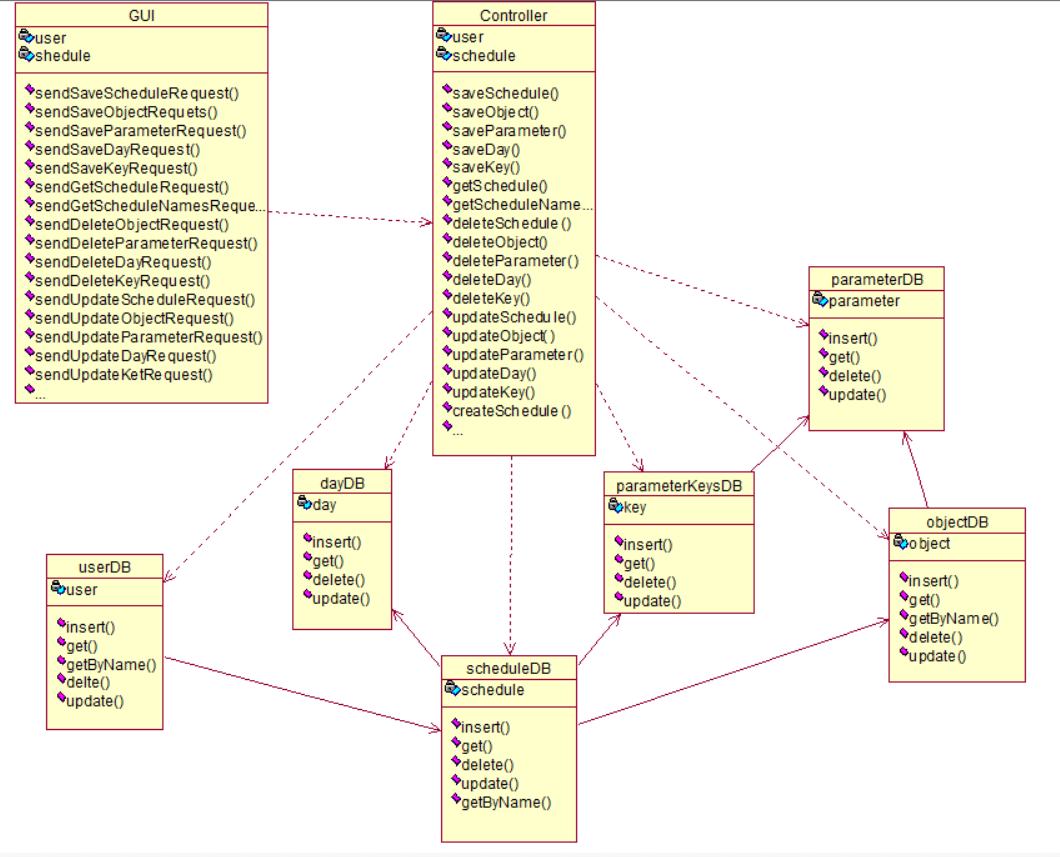 GUI
user
shedule
sendSaveScheduleRequest()
sendSaveObjectRequets()
sendSaveParameterRequest()
sendSaveDayRequest()
sendSaveKeyRequest()
sendGetScheduleRequest()
sendGetScheduleNamesReque...
sendDeleteObjectRequest()
sendDeleteParameterRequest()
sendDeleteDayRequest()
sendDeleteKeyRequest()
sendUpdateScheduleRequest()
sendUpdateObjectRequest()
sendUpdateParameterRequest()
sendUpdateDayRequest()
sendUpdateKetRequest()
...
Controller
user
schedule
saveSchedule()
saveObject()
saveParameter()
saveDay()
saveKey()
getSchedule()
getScheduleName...
deleteSchedule()
deleteObject()
deleteParameter()
deleteDay()
deleteKey()
updateSchedule()
updateObject()
updateParameter()
updateDay()
updateKey()
createSchedule()
...
parameterDB
parameter
insert()
get()
delete()
update()
dayDB
day
insert()
get()
delete()
update()
parameterKeysDB
key
insert()
get()
delete()
update()
objectDB
object
insert()
get()
getByName()
delete()
update()
userDB
user
insert()
get()
getByName()
delte()
update()
scheduleDB
schedule
insert()
get()
delete()
update()
getByName()